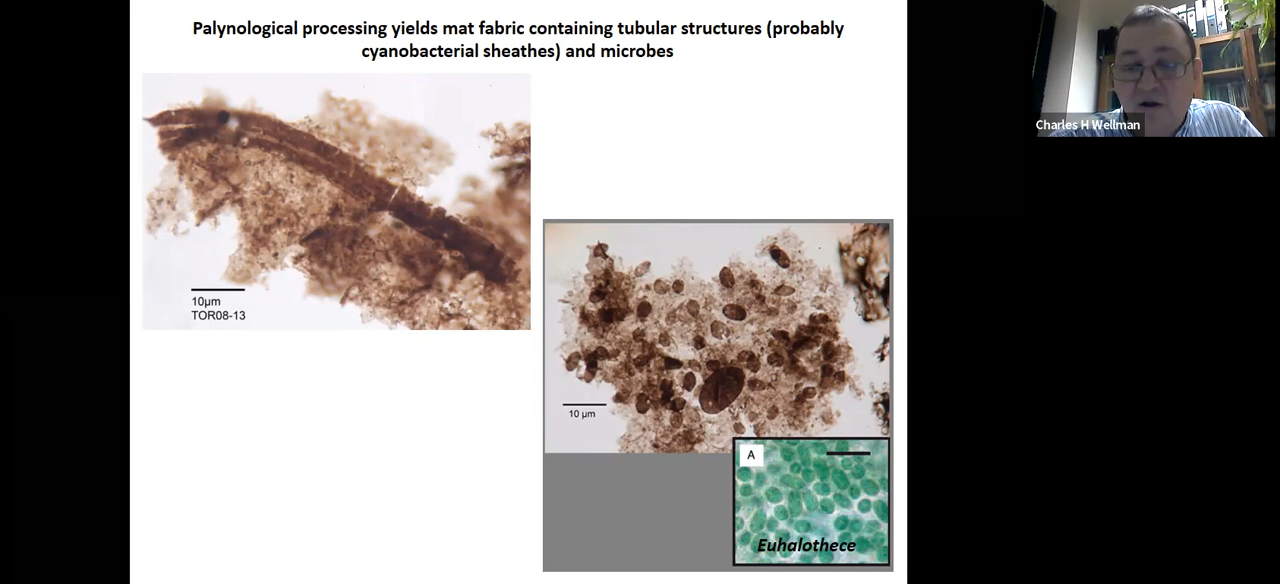 Palynological processing yields mat fabric containing tubular structures (probably
cyanobacterial sheathes) and microbes
Charles H Wellman
10µm
TOR08-13
10 µm
A
Euhalothece